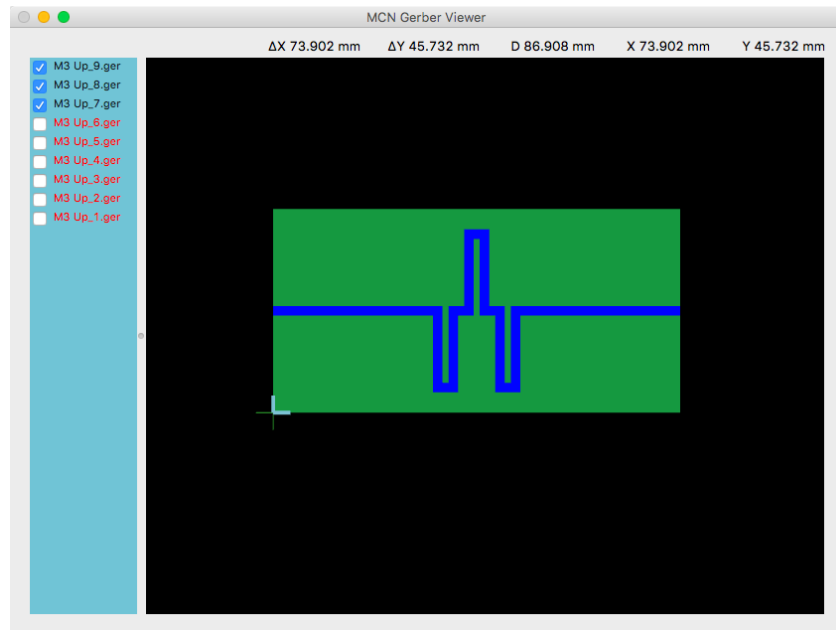 MCN Gerber Viewer
ΔX 73.902 mm ΔY 45.732 mm D 86.908 mm X 73.902 mm Y 45.732 mm
M3 Up_9.ger
M3 Up_8.ger
M3 Up_7.ger
M3 Up_6.ger
M3 Up_5.ger
M3 Up_4.ger
M3 Up_3.ger
M3 Up_2.ger
M3 Up_1.ger